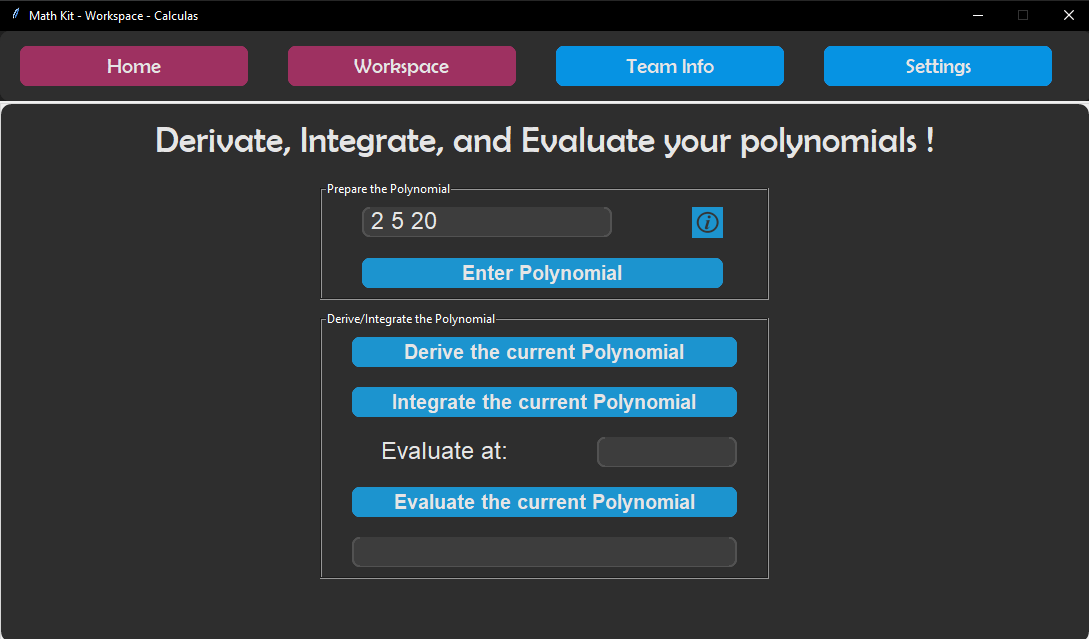 Math Kit - Workspace - Calculas
Home Workspace Team Info Settings
Derivate, Integrate, and Evaluate your polynomials !
Prepare the Polynomial
2 5 20
Enter Polynomial
Derive/Integrate the Polynomial
Derive the current Polynomial
Integrate the current Polynomial
Evaluate at:
Evaluate the current Polynomial